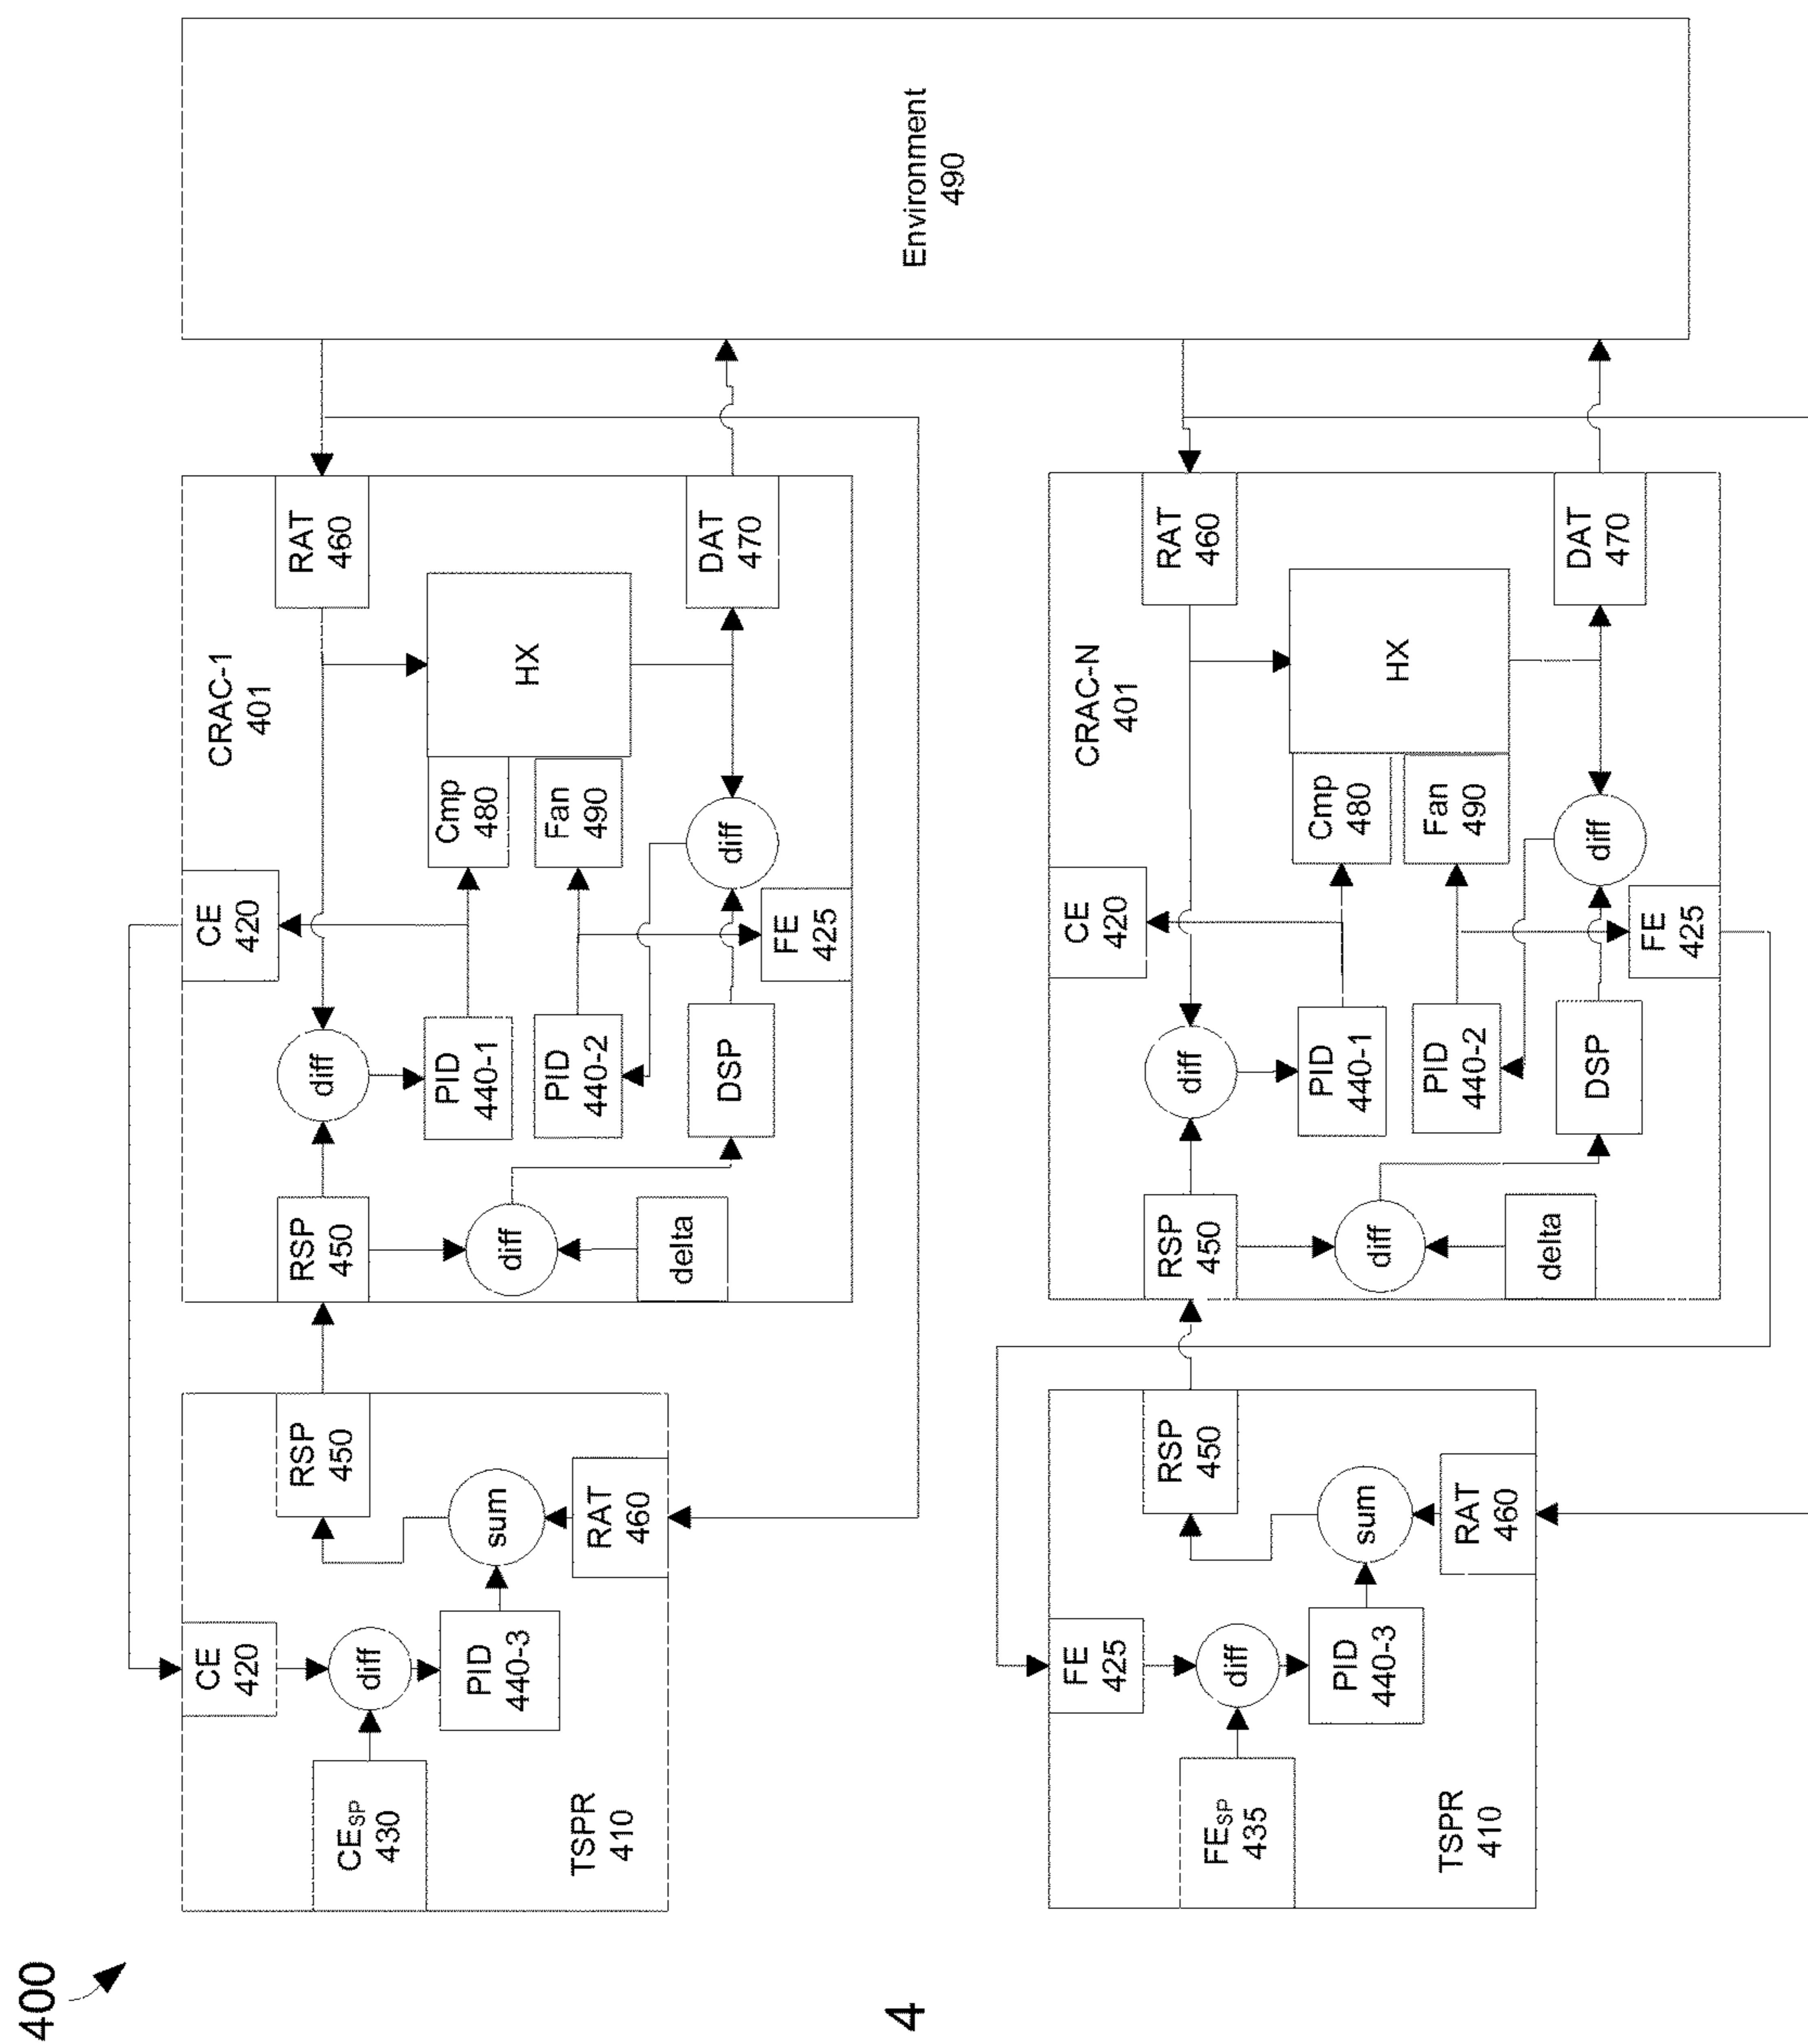 400
CE
420
CE_SP
430
diff
PID
440-3
sum
RAT
460
RSP
450
TSPR
410
CRAC-1
401
RSP
450
diff
delta
diff
PID
440-1
PID
440-2
DSP
CE
420
FE
425
diff
Cmp
480
Fan
490
HX
RAT
460
DAT
470
Environment
490
4
FE
425
FE_SP
435
diff
PID
440-3
sum
RAT
460
RSP
450
TSPR
410
CRAC-N
401
RSP
450
diff
delta
diff
PID
440-1
PID
440-2
DSP
CE
420
FE
425
diff
Cmp
480
Fan
490
HX
RAT
460
DAT
470